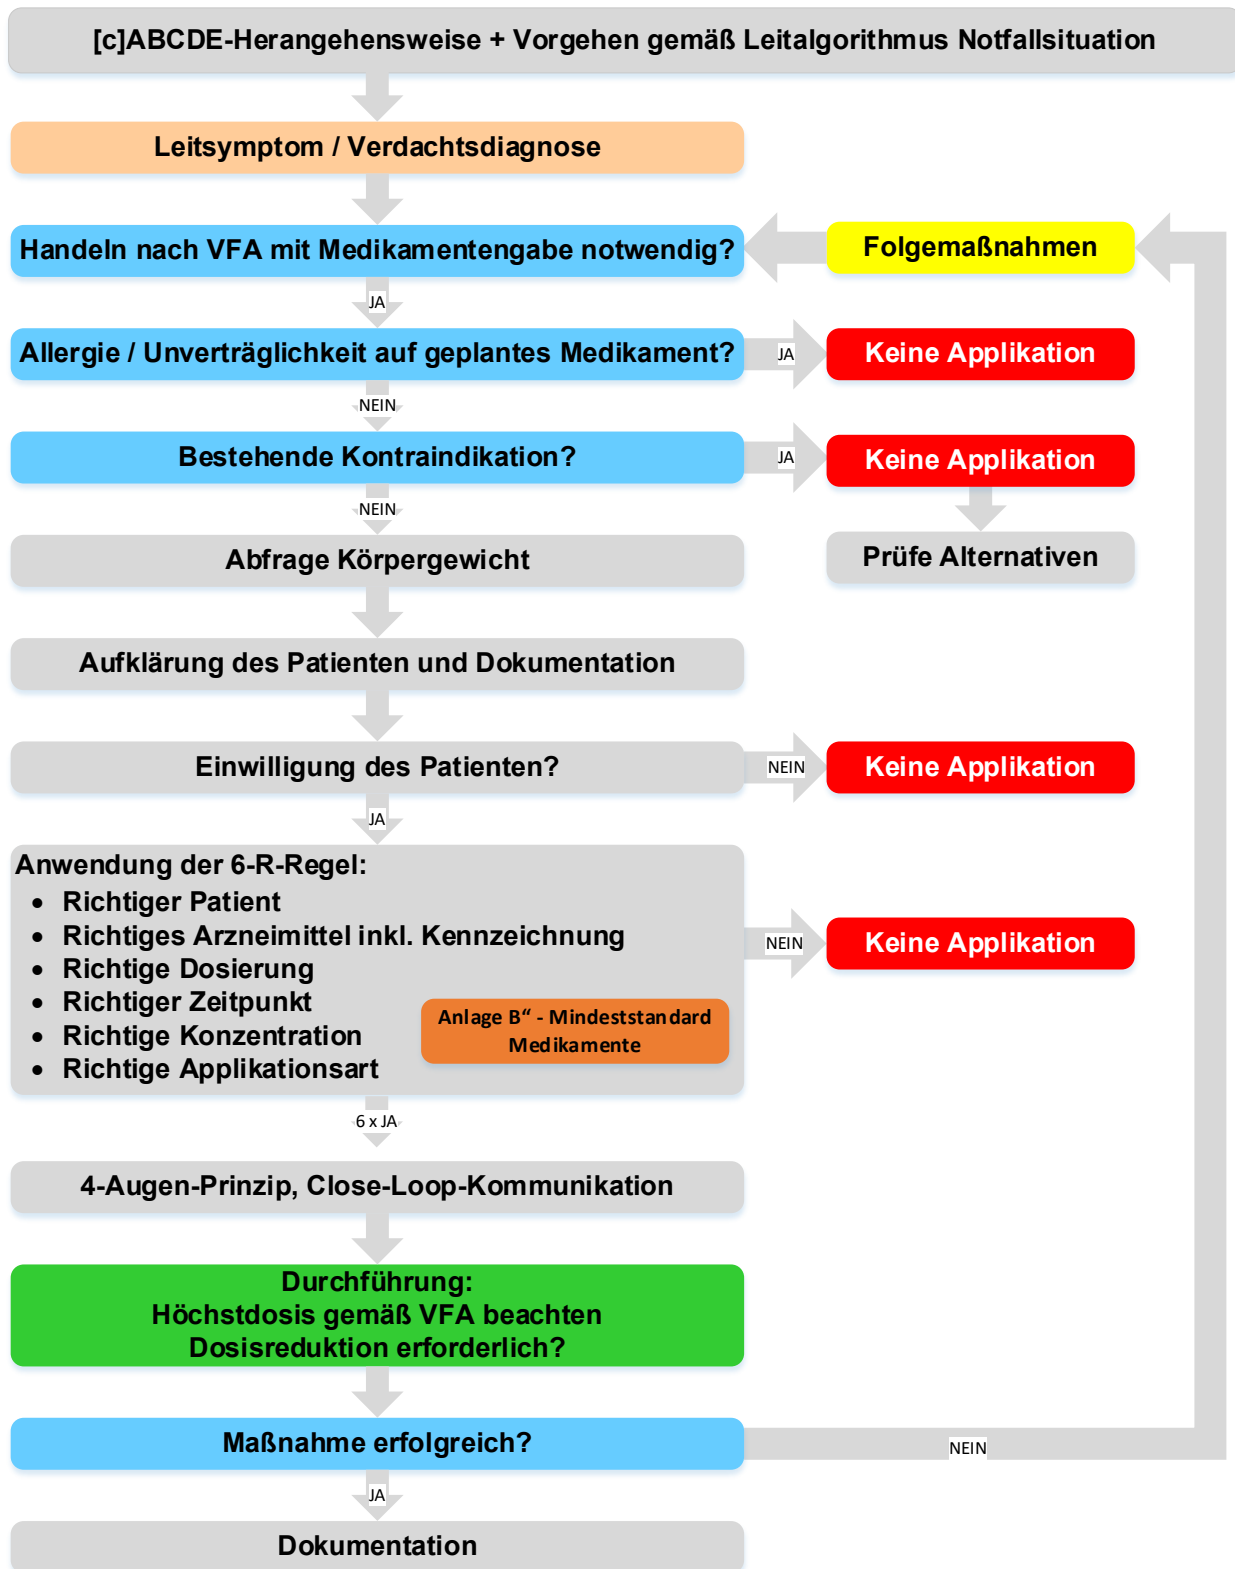 [c]ABCDE-Herangehensweise + Vorgehen gemäß Leitalgorithmus Notfallsituation
Leitsymptom / Verdachtsdiagnose
Handeln nach VFA mit Medikamentengabe notwendig?
Folgemaßnahmen
JA
Allergie / Unverträglichkeit auf geplantes Medikament?
JA
Keine Applikation
NEIN
Bestehende Kontraindikation?
JA
Keine Applikation
NEIN
Abfrage Körpergewicht
Prüfe Alternativen
Aufklärung des Patienten und Dokumentation
Einwilligung des Patienten?
NEIN
Keine Applikation
JA
Anwendung der 6-R-Regel:
• Richtiger Patient
• Richtiges Arzneimittel inkl. Kennzeichnung
• Richtige Dosierung
• Richtiger Zeitpunkt
• Richtige Konzentration
• Richtige Applikationsart
Anlage B“ - Mindeststandard
Medikamente
NEIN
Keine Applikation
6 x JA
4-Augen-Prinzip, Close-Loop-Kommunikation
Durchführung:
Höchstdosis gemäß VFA beachten
Dosisreduktion erforderlich?
Maßnahme erfolgreich?
NEIN
JA
Dokumentation